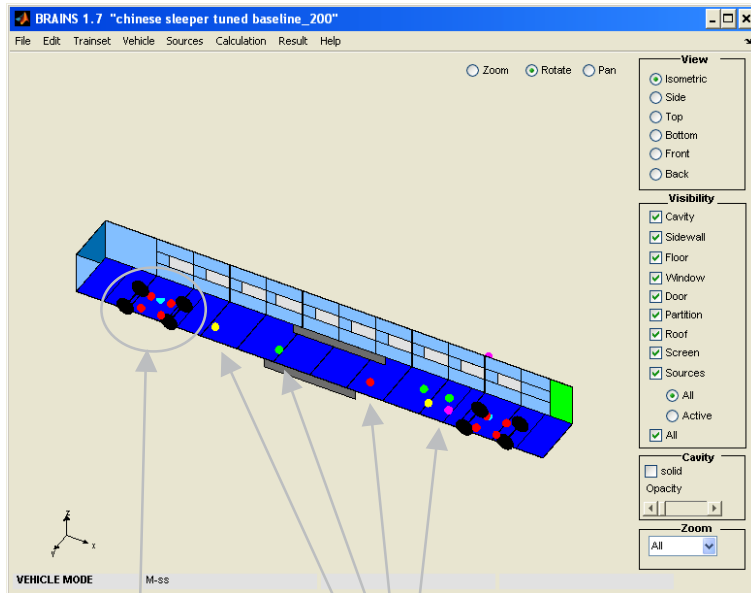 BRAINS 1.7 "chinese sleeper tuned baseline_200"
File Edit Trainset Vehicle Sources Calculation Result Help
Zoom Rotate Pan
View
Isometric
Side
Top
Bottom
Front
Back
Visibility
Cavity
Sidewall
Floor
Window
Door
Partition
Roof
Screen
Sources
All
Active
All
Cavity
solid
Opacity
Zoom
All
z
y
x
VEHICLE MODE M-ss